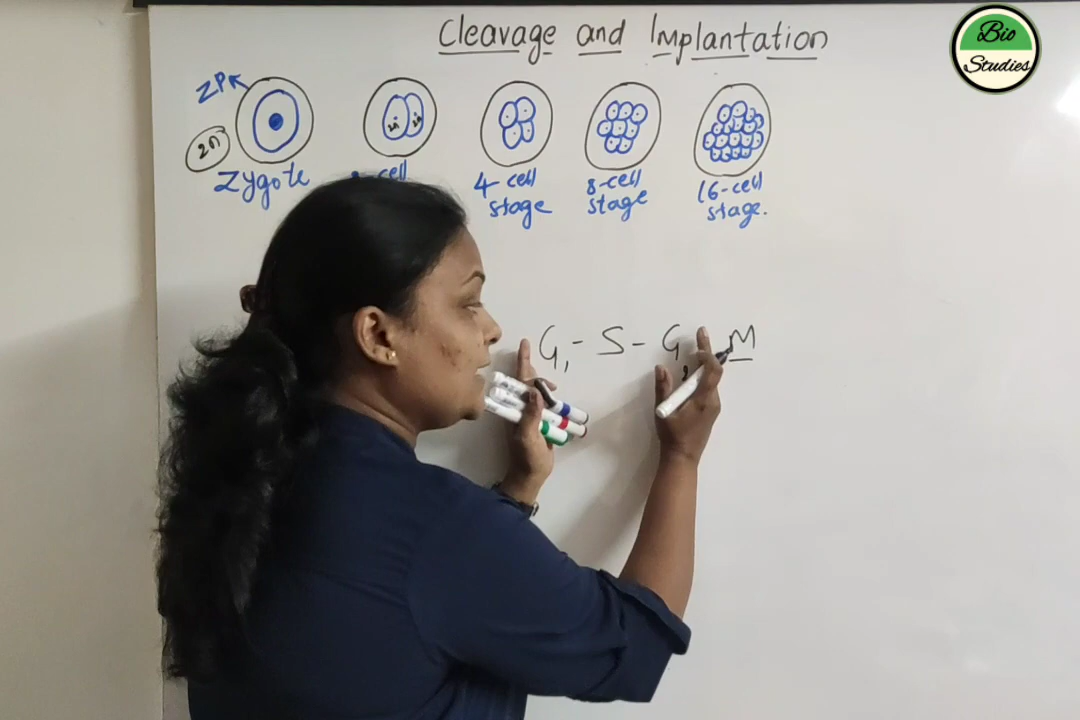 Cleavage and Implantation
Bio
Studies
ZP
2n
Zygote
cell
4-cell
stage
8-cell
stage
16-cell
stage.
G1 - S - G2 M